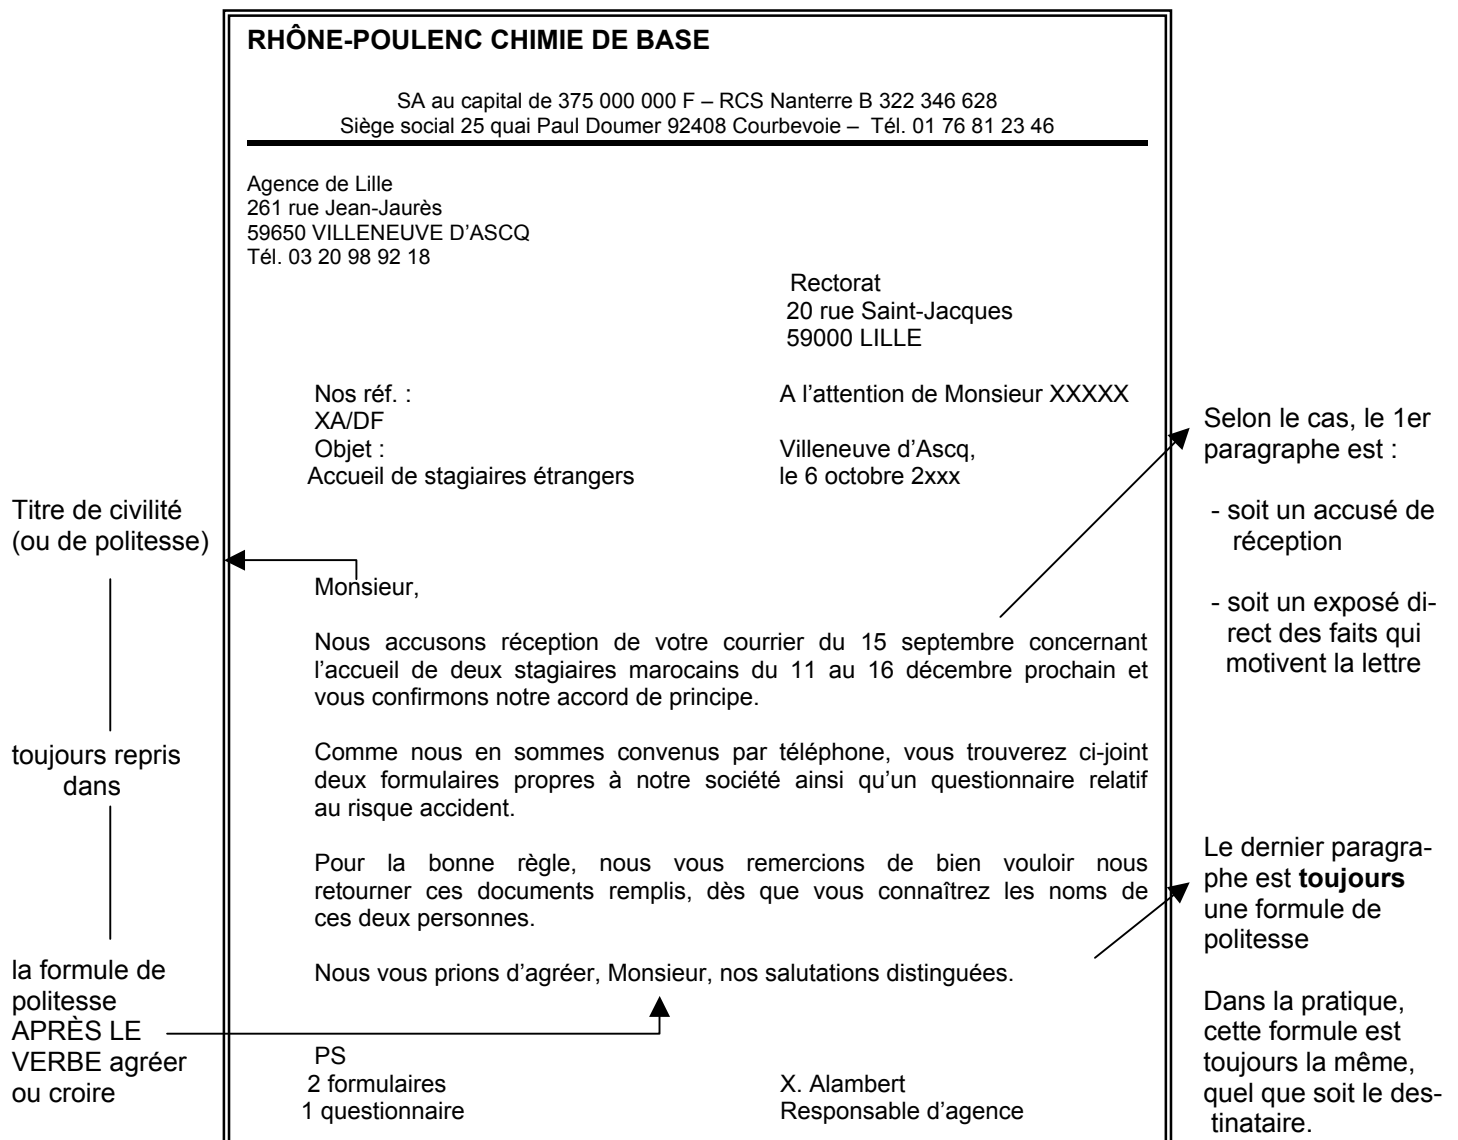 RHÔNE-POULENC CHIMIE DE BASE
SA au capital de 375 000 000 F – RCS Nanterre B 322 346 628
Siège social 25 quai Paul Doumer 92408 Courbevoie – Tél. 01 76 81 23 46
Agence de Lille
261 rue Jean-Jaurès
59650 VILLENEUVE D’ASCQ
Tél. 03 20 98 92 18
Rectorat
20 rue Saint-Jacques
59000 LILLE
Nos réf. :
XA/DF
Objet :
Accueil de stagiaires étrangers
A l’attention de Monsieur XXXXX
Villeneuve d’Ascq,
le 6 octobre 2xxx
Monsieur,
Nous accusons réception de votre courrier du 15 septembre concernant
l’accueil de deux stagiaires marocains du 11 au 16 décembre prochain et
vous confirmons notre accord de principe.
Comme nous en sommes convenus par téléphone, vous trouverez ci-joint
deux formulaires propres à notre société ainsi qu’un questionnaire relatif
au risque accident.
Pour la bonne règle, nous vous remercions de bien vouloir nous
retourner ces documents remplis, dès que vous connaîtrez les noms de
ces deux personnes.
Nous vous prions d’agréer, Monsieur, nos salutations distinguées.
PS
2 formulaires
1 questionnaire
X. Alambert
Responsable d’agence
Titre de civilité
(ou de politesse)
toujours repris
dans
la formule de
politesse
APRÈS LE
VERBE agréer
ou croire
Selon le cas, le 1er
paragraphe est :
- soit un accusé de
réception
- soit un exposé di-
rect des faits qui
motivent la lettre
Le dernier paragra-
phe est toujours
une formule de
politesse
Dans la pratique,
cette formule est
toujours la même,
quel que soit le des-
tinataire.